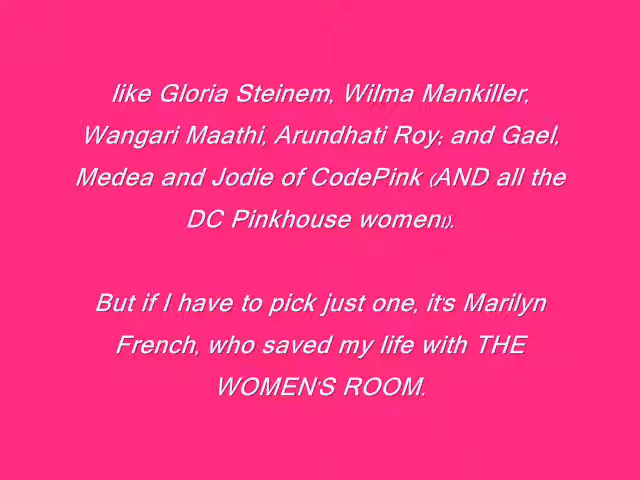 like Gloria Steinem, Wilma Mankiller,
Wangari Maathi, Arundhati Roy; and Gael,
Medea and Jodie of CodePink (AND all the
DC Pinkhouse women!).
But if I have to pick just one, it's Marilyn
French, who saved my life with THE
WOMEN'S ROOM.